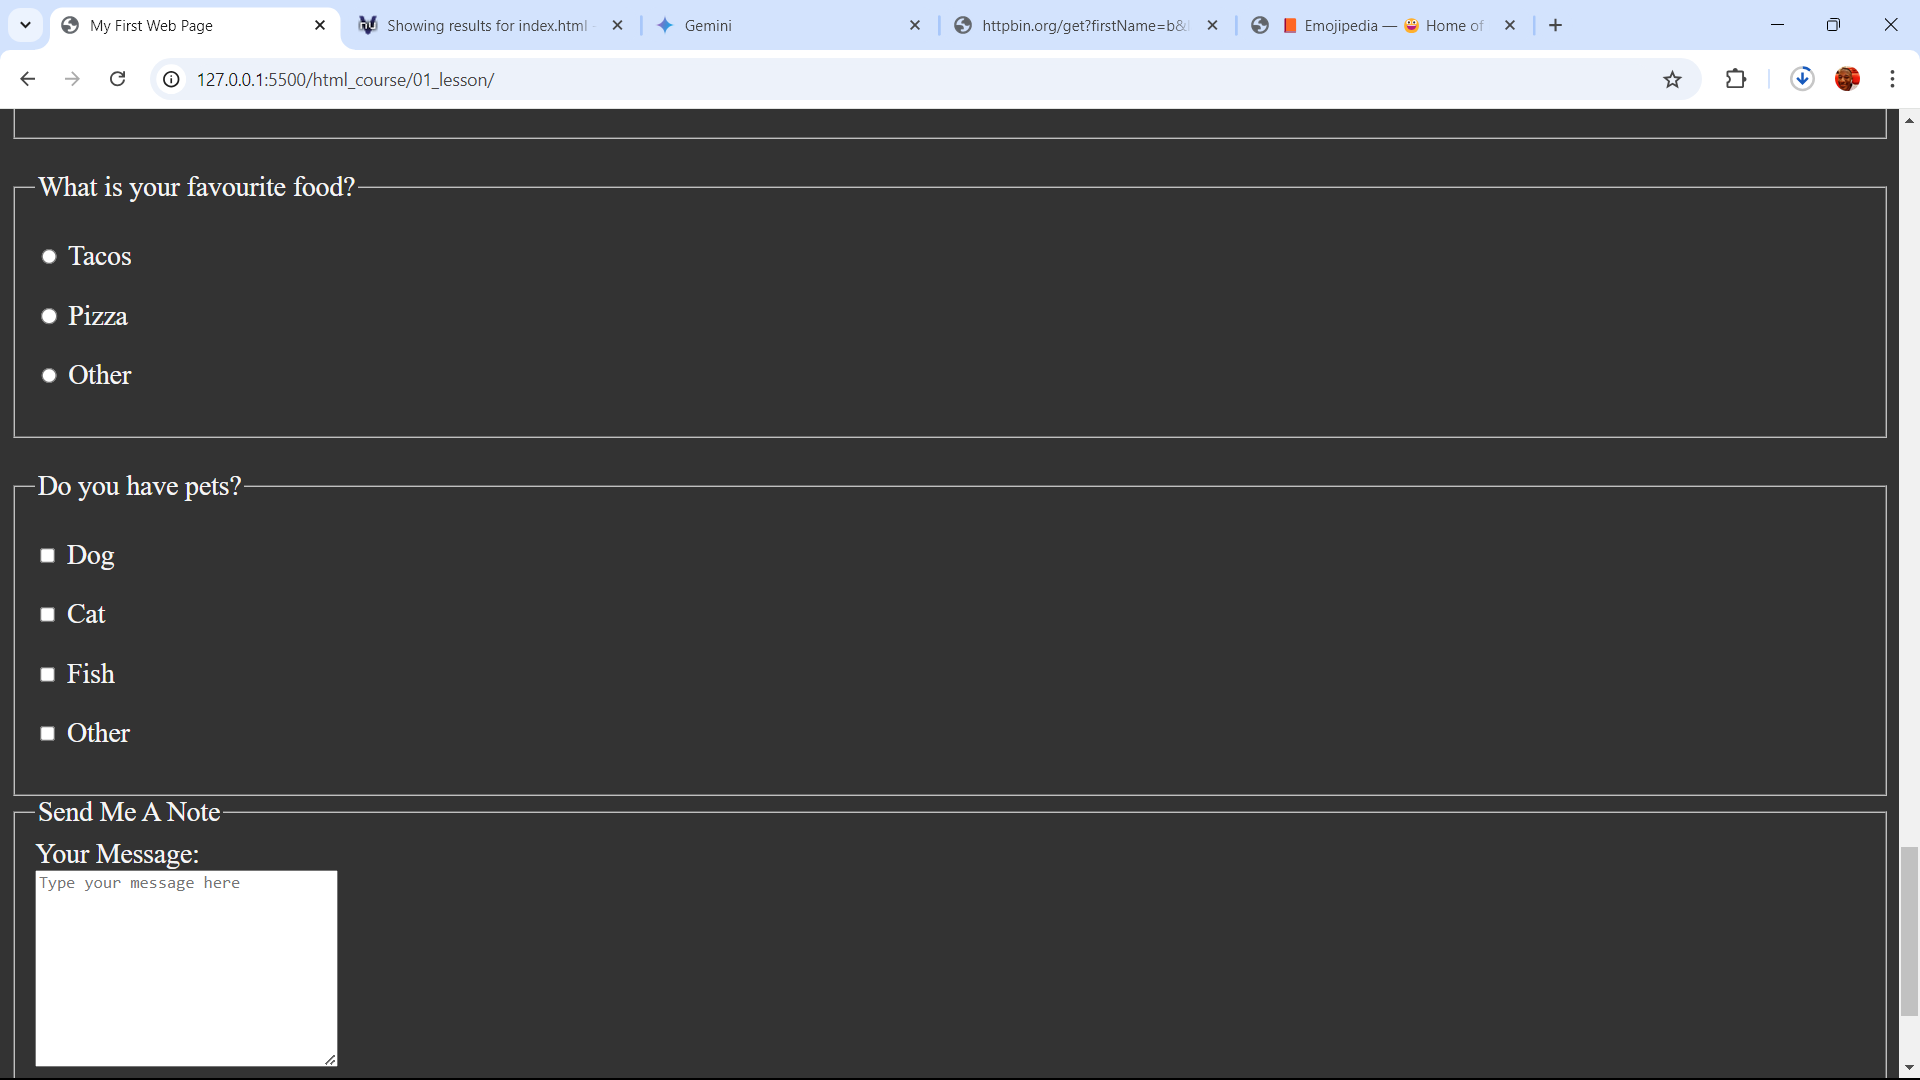 My First Web Page
Showing results for index.html -
Gemini
httpbin.org/get?firstName=b&
Emojipedia — 😃 Home of
127.0.0.1:5500/html_course/01_lesson/
What is your favourite food?
Tacos
Pizza
Other
Do you have pets?
Dog
Cat
Fish
Other
Send Me A Note
Your Message:
Type your message here